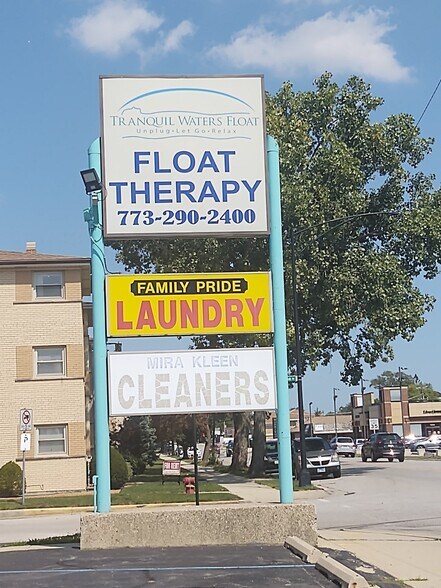 TRANQUIL WATERS FLOAT
Unplug·Let Go·Relax
FLOAT
THERAPY
773-290-2400
FAMILY PRIDE
LAUNDRY
MIRA KLEEN
CLEANERS